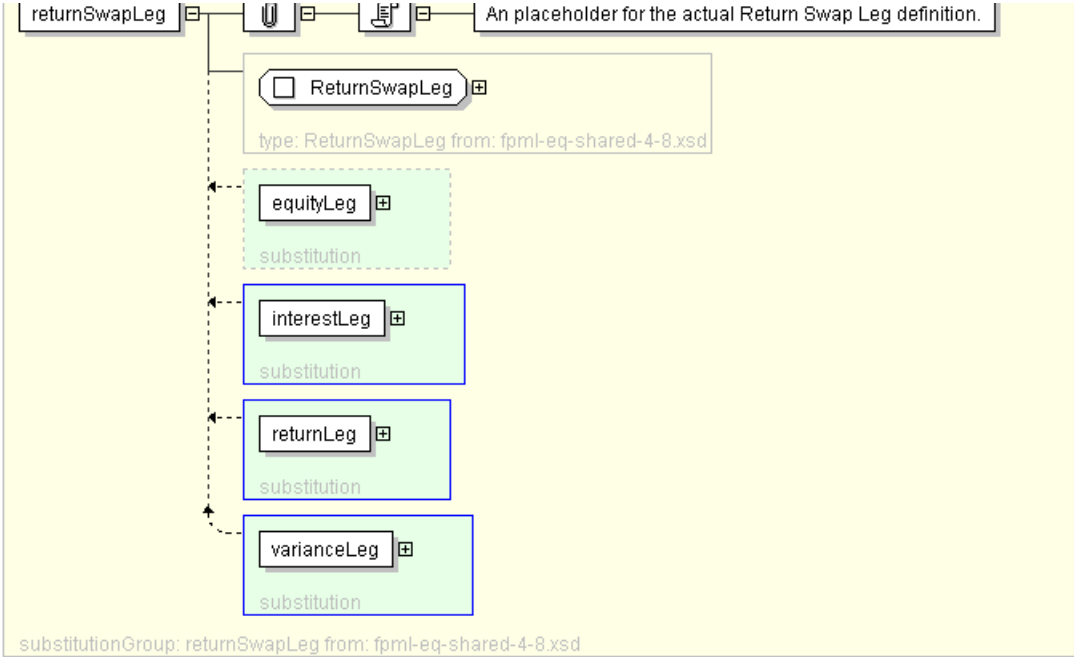 returnSwapLeg
An placeholder for the actual Return Swap Leg definition.
ReturnSwapLeg
type: ReturnSwapLeg from: fpml-eq-shared-4-8.xsd
equityLeg
substitution
interestLeg
substitution
returnLeg
substitution
varianceLeg
substitution
substitutionGroup: returnSwapLeg from: fpml-eq-shared-4-8.xsd